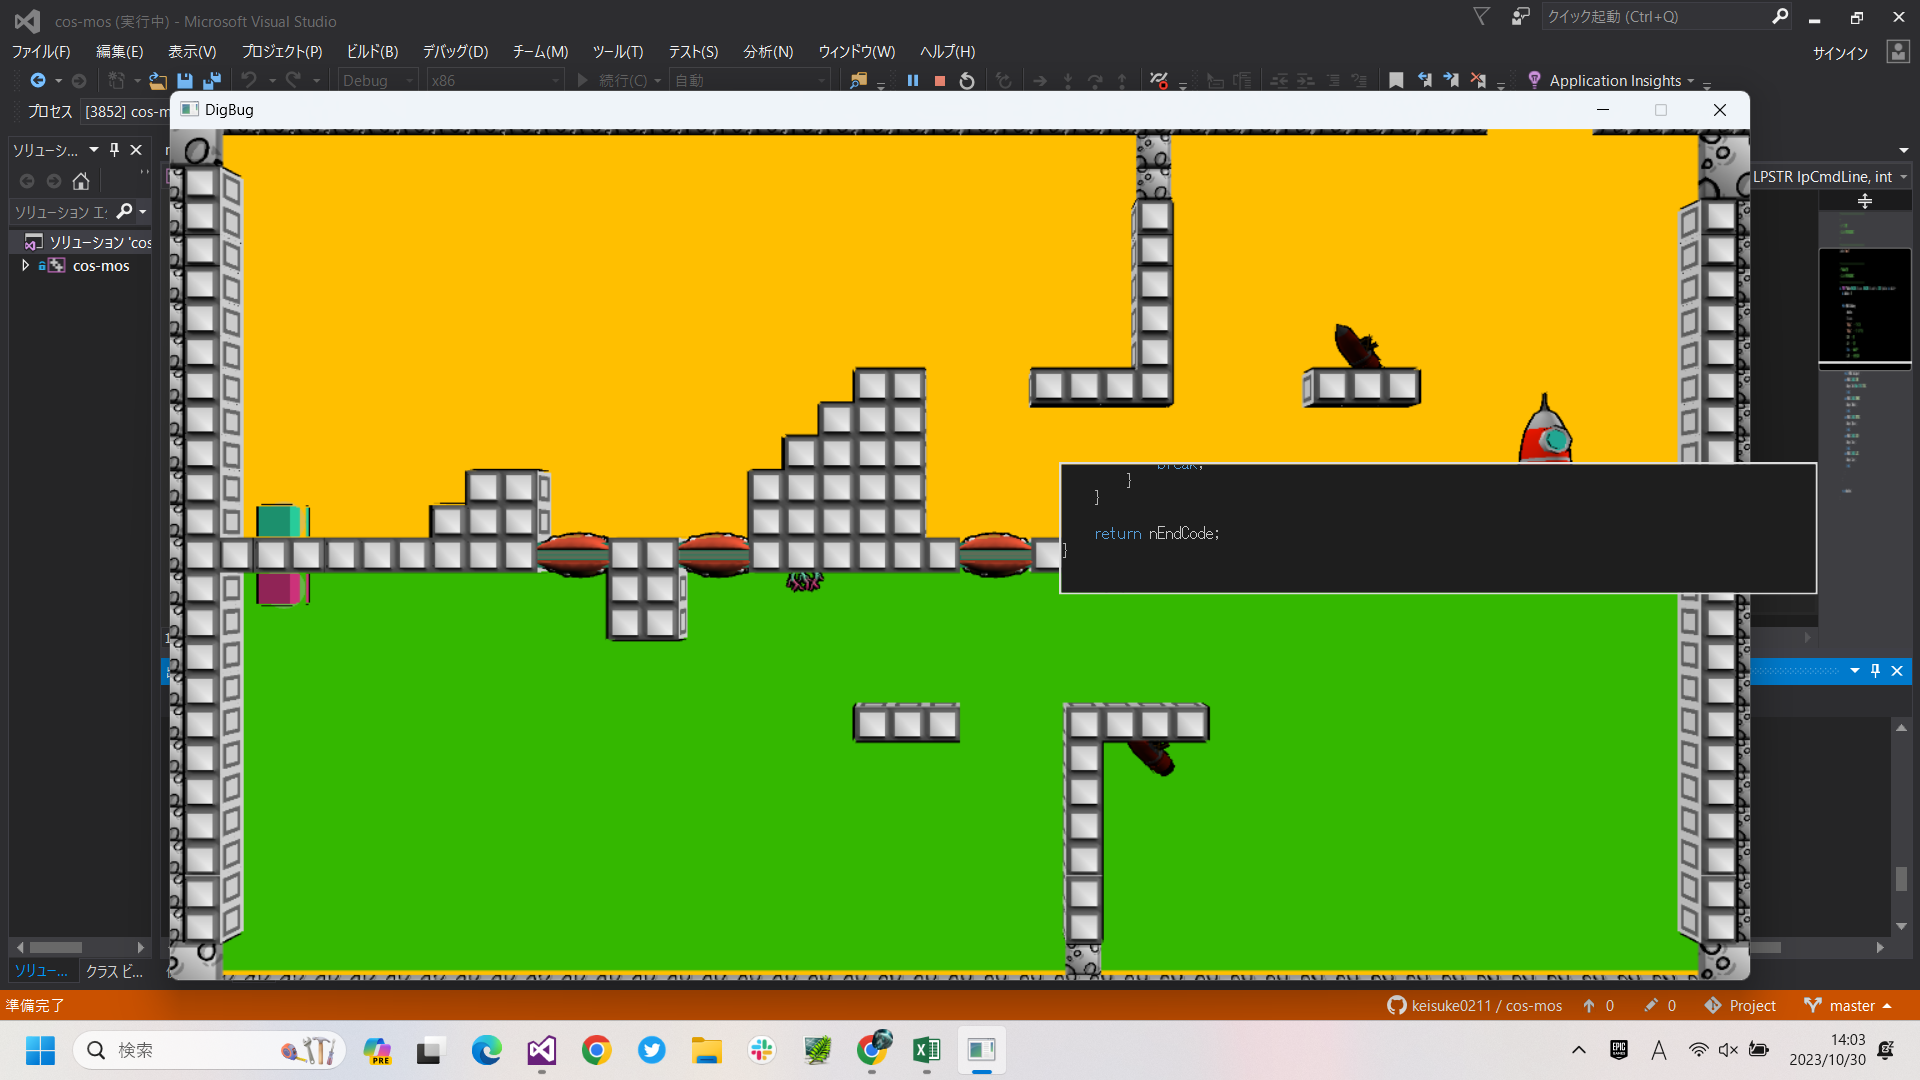 cos-mos (実行中) - Microsoft Visual Studio
クイック起動 (Ctrl+Q)
ファイル(F) 編集(E) 表示(V) プロジェクト(P) ビルド(B) デバッグ(D) チーム(M) ツール(T) テスト(S) 分析(N) ウィンドウ(W) ヘルプ(H)
サインイン
Debug x86 続行(C) 自動 Application Insights
プロセス [3852] cos-m
DigBug
ソリューシ...
LPSTR lpCmdLine, int
ソリューション エ
ソリューション 'cos
cos-mos
break;
}
}
return nEndCode;
}
ソリュー... クラス ビ...
準備完了
keisuke0211 / cos-mos 0 0 Project master
検索
PRE
EPIC GAMES
A
14:03
2023/10/30